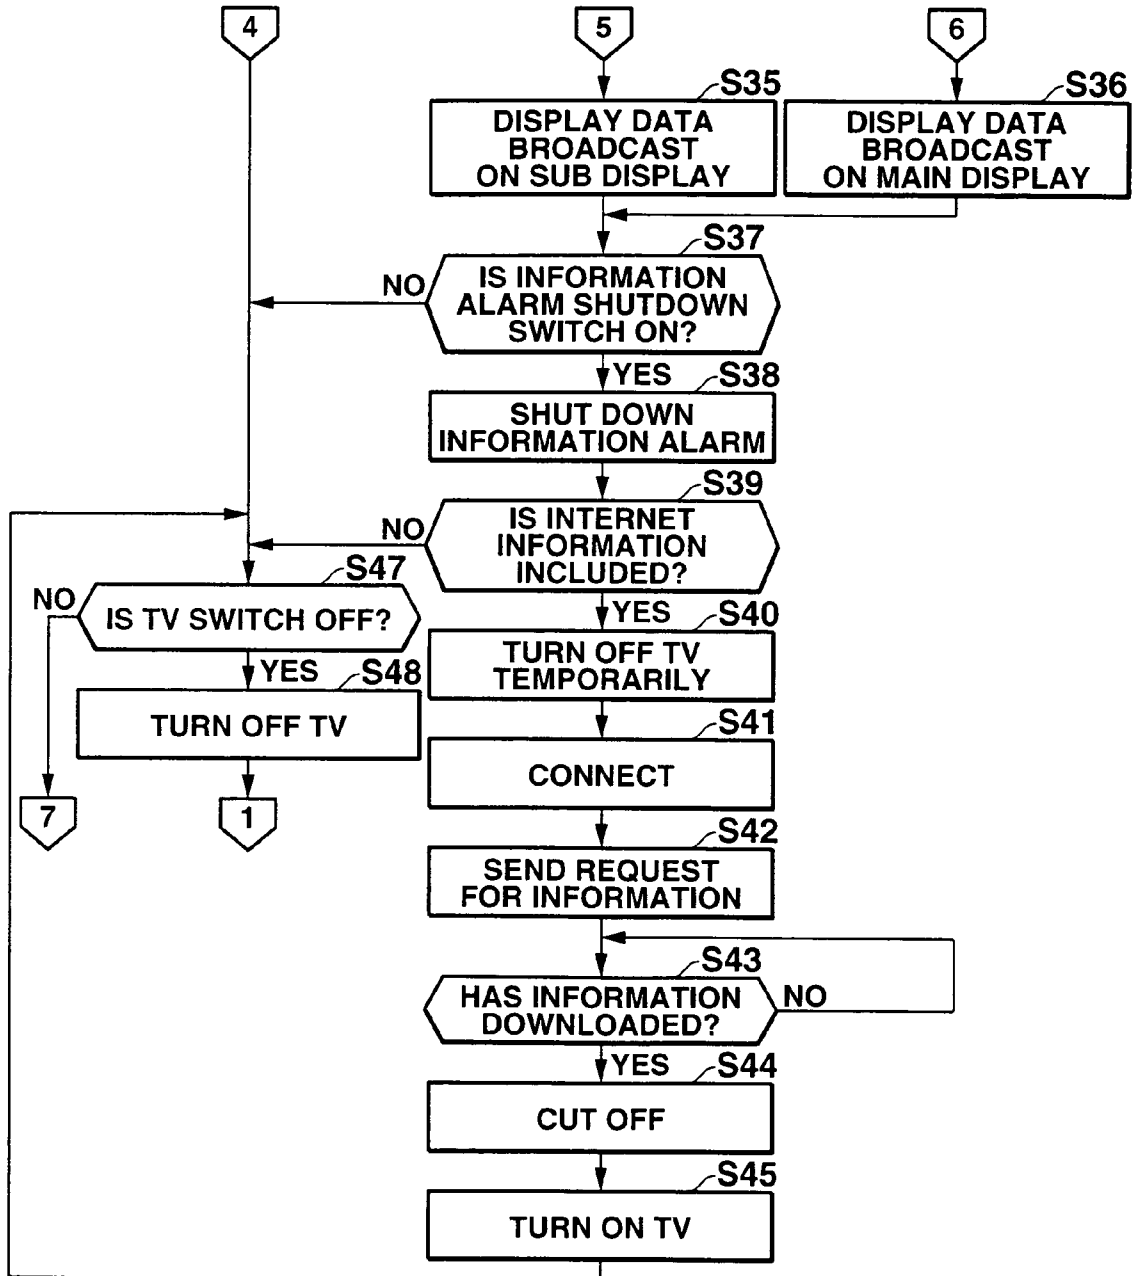 4
5
6
S35
S36
DISPLAY DATA
BROADCAST
ON SUB DISPLAY
DISPLAY DATA
BROADCAST
ON MAIN DISPLAY
S37
NO
IS INFORMATION
ALARM SHUTDOWN
SWITCH ON?
YES
S38
SHUT DOWN
INFORMATION ALARM
S39
NO
IS INTERNET
INFORMATION
INCLUDED?
S47
NO
IS TV SWITCH OFF?
YES
S40
TURN OFF TV
TEMPORARILY
YES
S48
TURN OFF TV
S41
CONNECT
7
1
S42
SEND REQUEST
FOR INFORMATION
S43
HAS INFORMATION
DOWNLOADED?
NO
YES
S44
CUT OFF
S45
TURN ON TV